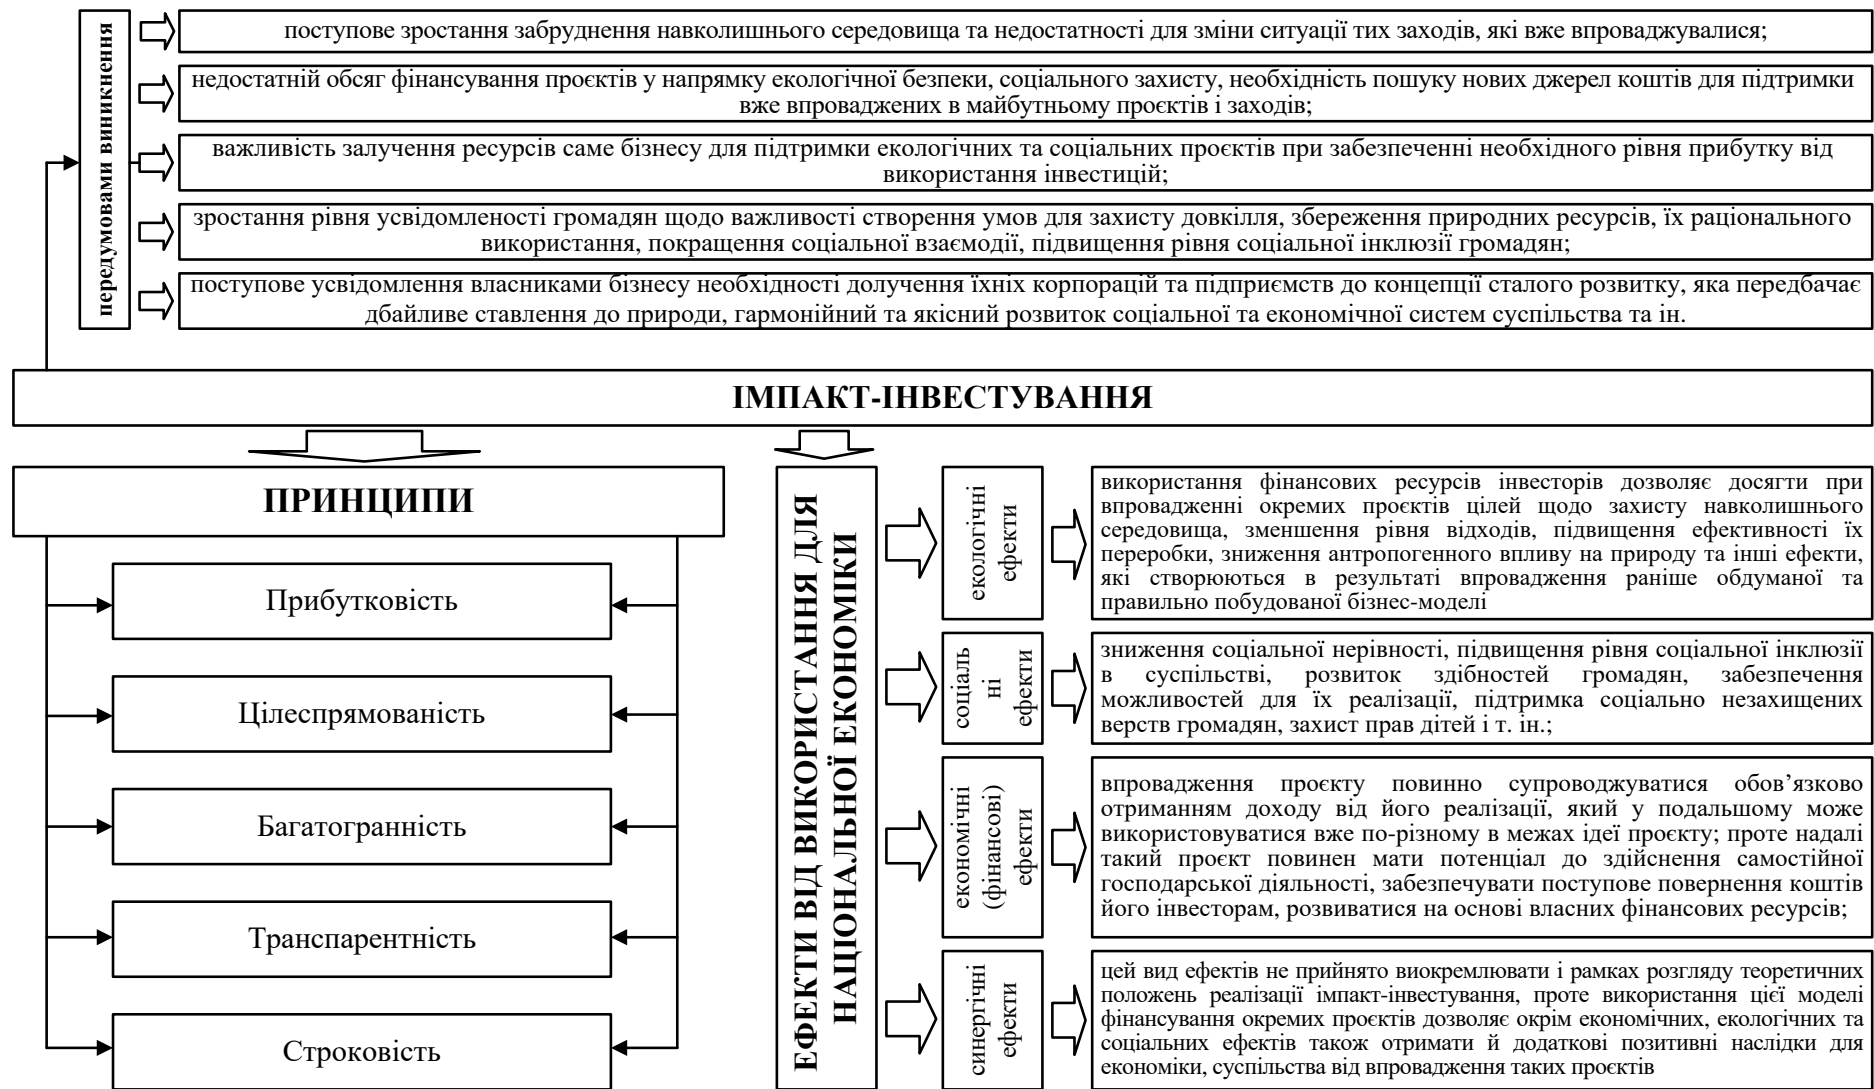 передумовами виникнення
поступове зростання забруднення навколишнього середовища та недостатності для зміни ситуації тих заходів, які вже впроваджувалися;
недостатній обсяг фінансування проєктів у напрямку екологічної безпеки, соціального захисту, необхідність пошуку нових джерел коштів для підтримки
вже впроваджених в майбутньому проєктів і заходів;
важливість залучення ресурсів саме бізнесу для підтримки екологічних та соціальних проєктів при забезпеченні необхідного рівня прибутку від
використання інвестицій;
зростання рівня усвідомленості громадян щодо важливості створення умов для захисту довкілля, збереження природних ресурсів, їх раціонального
використання, покращення соціальної взаємодії, підвищення рівня соціальної інклюзії громадян;
поступове усвідомлення власниками бізнесу необхідності долучення їхніх корпорацій та підприємств до концепції сталого розвитку, яка передбачає
дбайливе ставлення до природи, гармонійний та якісний розвиток соціальної та економічної систем суспільства та ін.
ІМПАКТ-ІНВЕСТУВАННЯ
ПРИНЦИПИ
Прибутковість
Цілеспрямованість
Багатогранність
Транспарентність
Строковість
ЕФЕКТИ ВІД ВИКОРИСТАННЯ ДЛЯ
НАЦІОНАЛЬНОЇ ЕКОНОМІКИ
екологічні
ефекти
використання фінансових ресурсів інвесторів дозволяє досягти при
впровадженні окремих проєктів цілей щодо захисту навколишнього
середовища, зменшення рівня відходів, підвищення ефективності їх
переробки, зниження антропогенного впливу на природу та інші ефекти,
які створюються в результаті впровадження раніше обдуманої та
правильно побудованої бізнес-моделі
соціаль
ні
ефекти
зниження соціальної нерівності, підвищення рівня соціальної інклюзії
в суспільстві, розвиток здібностей громадян, забезпечення
можливостей для їх реалізації, підтримка соціально незахищених
верств громадян, захист прав дітей і т. ін.;
економічні
(фінансові)
ефекти
впровадження проєкту повинно супроводжуватися обов’язково
отриманням доходу від його реалізації, який у подальшому може
використовуватися вже по-різному в межах ідеї проєкту; проте надалі
такий проєкт повинен мати потенціал до здійснення самостійної
господарської діяльності, забезпечувати поступове повернення коштів
його інвесторам, розвиватися на основі власних фінансових ресурсів;
синергічні
ефекти
цей вид ефектів не прийнято виокремлювати і рамках розгляду теоретичних
положень реалізації імпакт-інвестування, проте використання цієї моделі
фінансування окремих проєктів дозволяє окрім економічних, екологічних та
соціальних ефектів також отримати й додаткові позитивні наслідки для
економіки, суспільства від впровадження таких проєктів